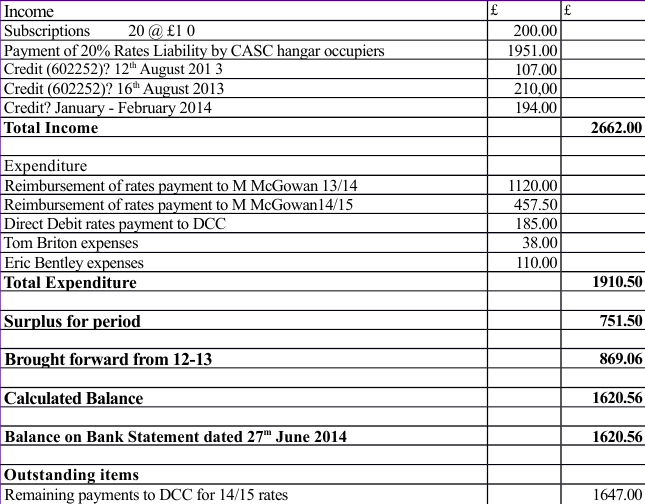 Income £ £
Subscriptions 20 @ £1 0 200.00
Payment of 20% Rates Liability by CASC hangar occupiers 1951.00
Credit (602252)? 12th August 201 3 107.00
Credit (602252)? 16th August 2013 210,00
Credit? January - February 2014 194.00
Total Income 2662.00
Expenditure
Reimbursement of rates payment to M McGowan 13/14 1120.00
Reimbursement of rates payment to M McGowan14/15 457.50
Direct Debit rates payment to DCC 185.00
Tom Briton expenses 38.00
Eric Bentley expenses 110.00
Total Expenditure 1910.50
Surplus for period 751.50
Brought forward from 12-13 869.06
Calculated Balance 1620.56
Balance on Bank Statement dated 27m June 2014 1620.56
Outstanding items
Remaining payments to DCC for 14/15 rates 1647.00